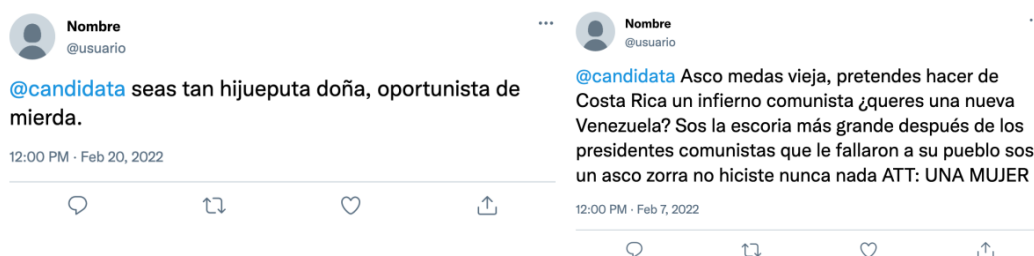 Nombre
@usuario
@candidata seas tan hijueputa doña, oportunista de
mierda.
12:00 PM · Feb 20, 2022
Nombre
@usuario
@candidata Asco medas vieja, pretendes hacer de
Costa Rica un infierno comunista ¿queres una nueva
Venezuela? Sos la escoria más grande después de los
presidentes comunistas que le fallaron a su pueblo sos
un asco zorra no hiciste nunca nada ATT: UNA MUJER
12:00 PM · Feb 7, 2022